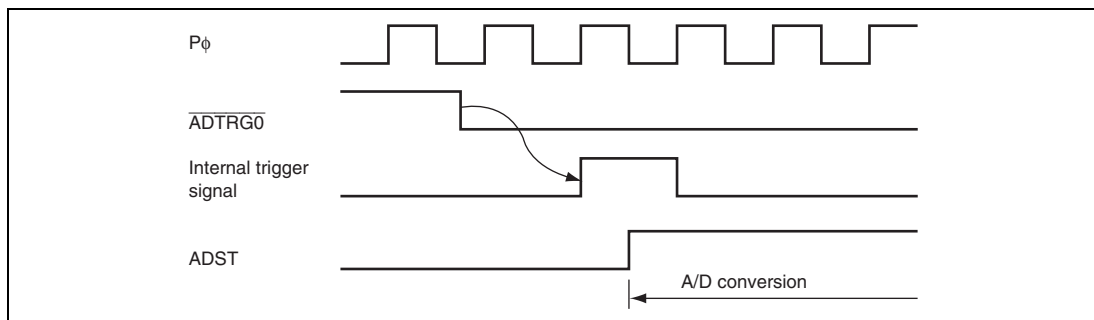 Pϕ
ADTRG0
Internal trigger
signal
ADST
A/D conversion